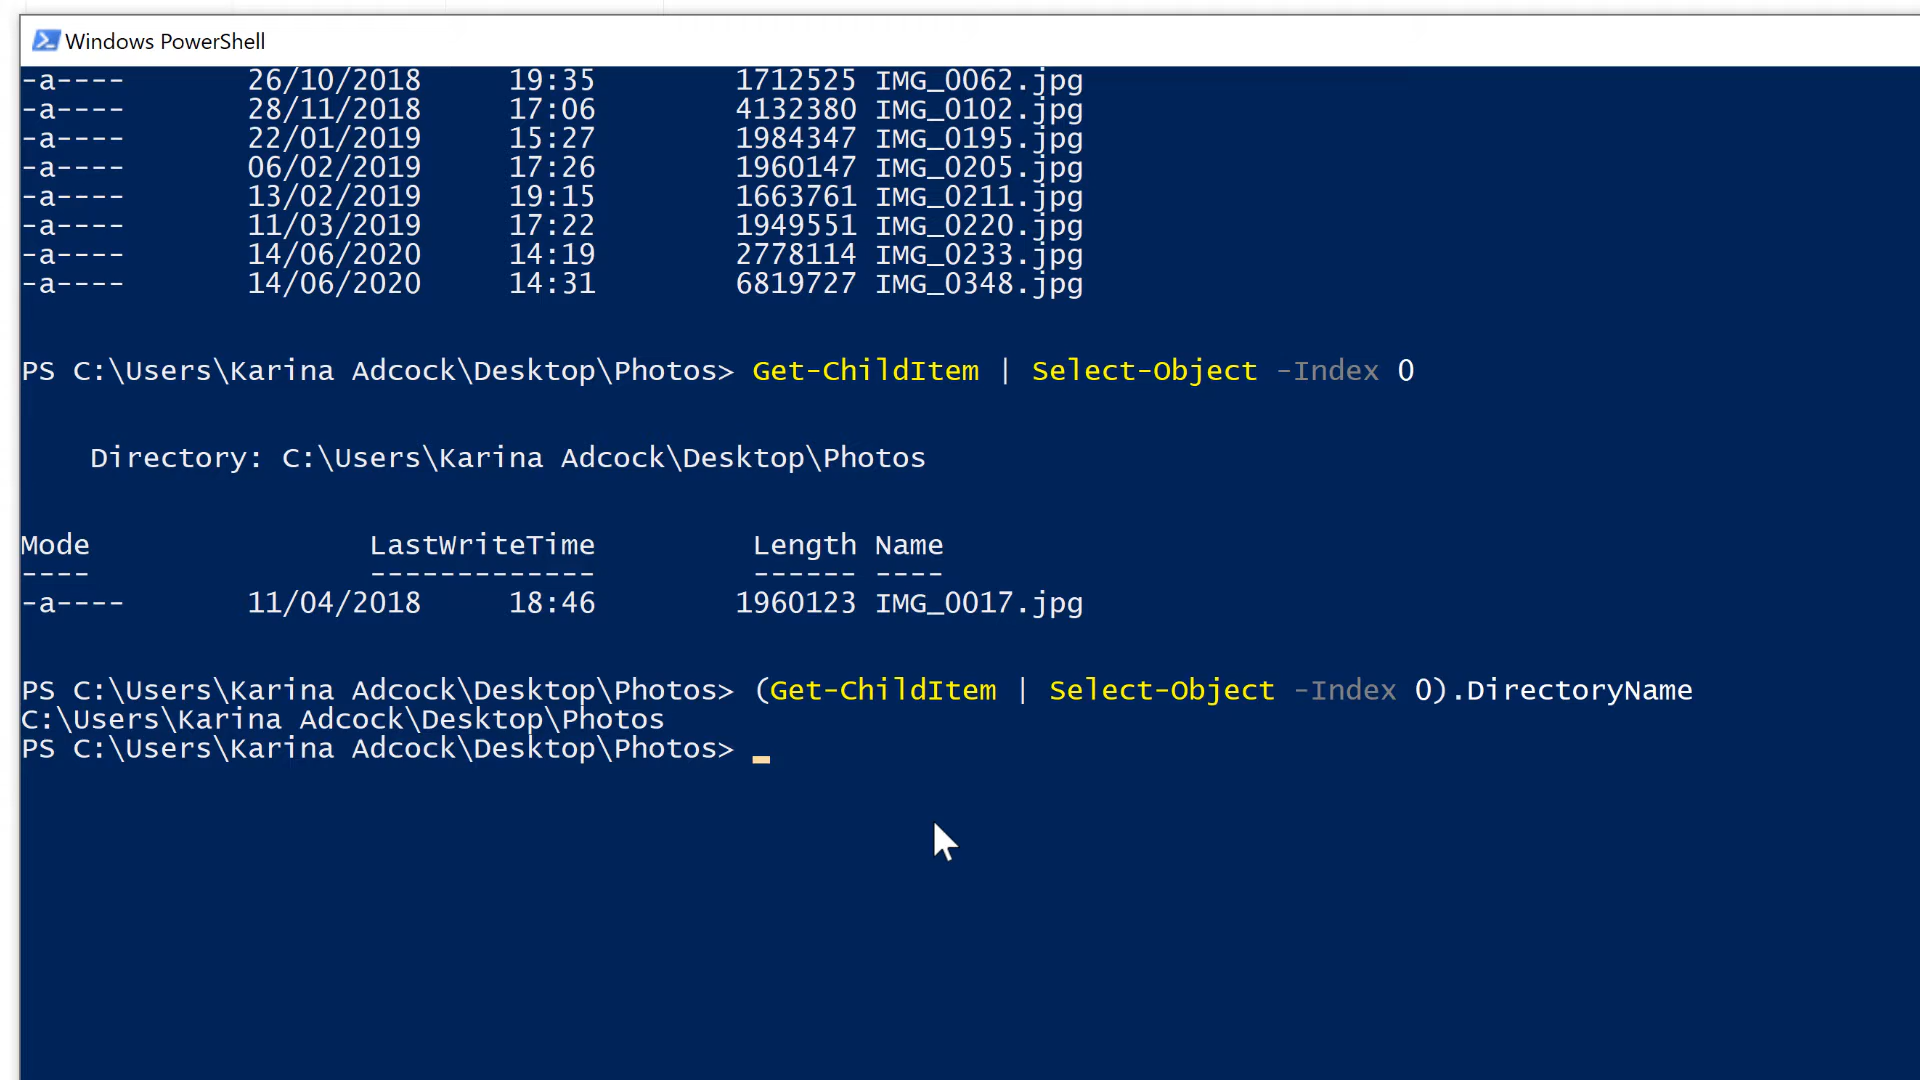 Windows PowerShell
-a---- 26/10/2018 19:35 1712525 IMG_0062.jpg
-a---- 28/11/2018 17:06 4132380 IMG_0102.jpg
-a---- 22/01/2019 15:27 1984347 IMG_0195.jpg
-a---- 06/02/2019 17:26 1960147 IMG_0205.jpg
-a---- 13/02/2019 19:15 1663761 IMG_0211.jpg
-a---- 11/03/2019 17:22 1949551 IMG_0220.jpg
-a---- 14/06/2020 14:19 2778114 IMG_0233.jpg
-a---- 14/06/2020 14:31 6819727 IMG_0348.jpg
PS C:\Users\Karina Adcock\Desktop\Photos> Get-ChildItem | Select-Object -Index 0
Directory: C:\Users\Karina Adcock\Desktop\Photos
Mode LastWriteTime Length Name
---- ------------- ------ ----
-a---- 11/04/2018 18:46 1960123 IMG_0017.jpg
PS C:\Users\Karina Adcock\Desktop\Photos> (Get-ChildItem | Select-Object -Index 0).DirectoryName
C:\Users\Karina Adcock\Desktop\Photos
PS C:\Users\Karina Adcock\Desktop\Photos> _